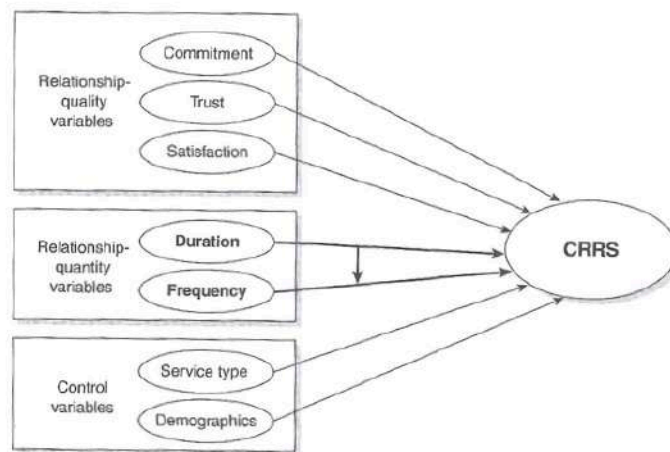 Relationship-
quality
variables
Commitment
Trust
Satisfaction
Relationship-
quantity
variables
Duration
Frequency
Control
variables
Service type
Demographics
CRRS